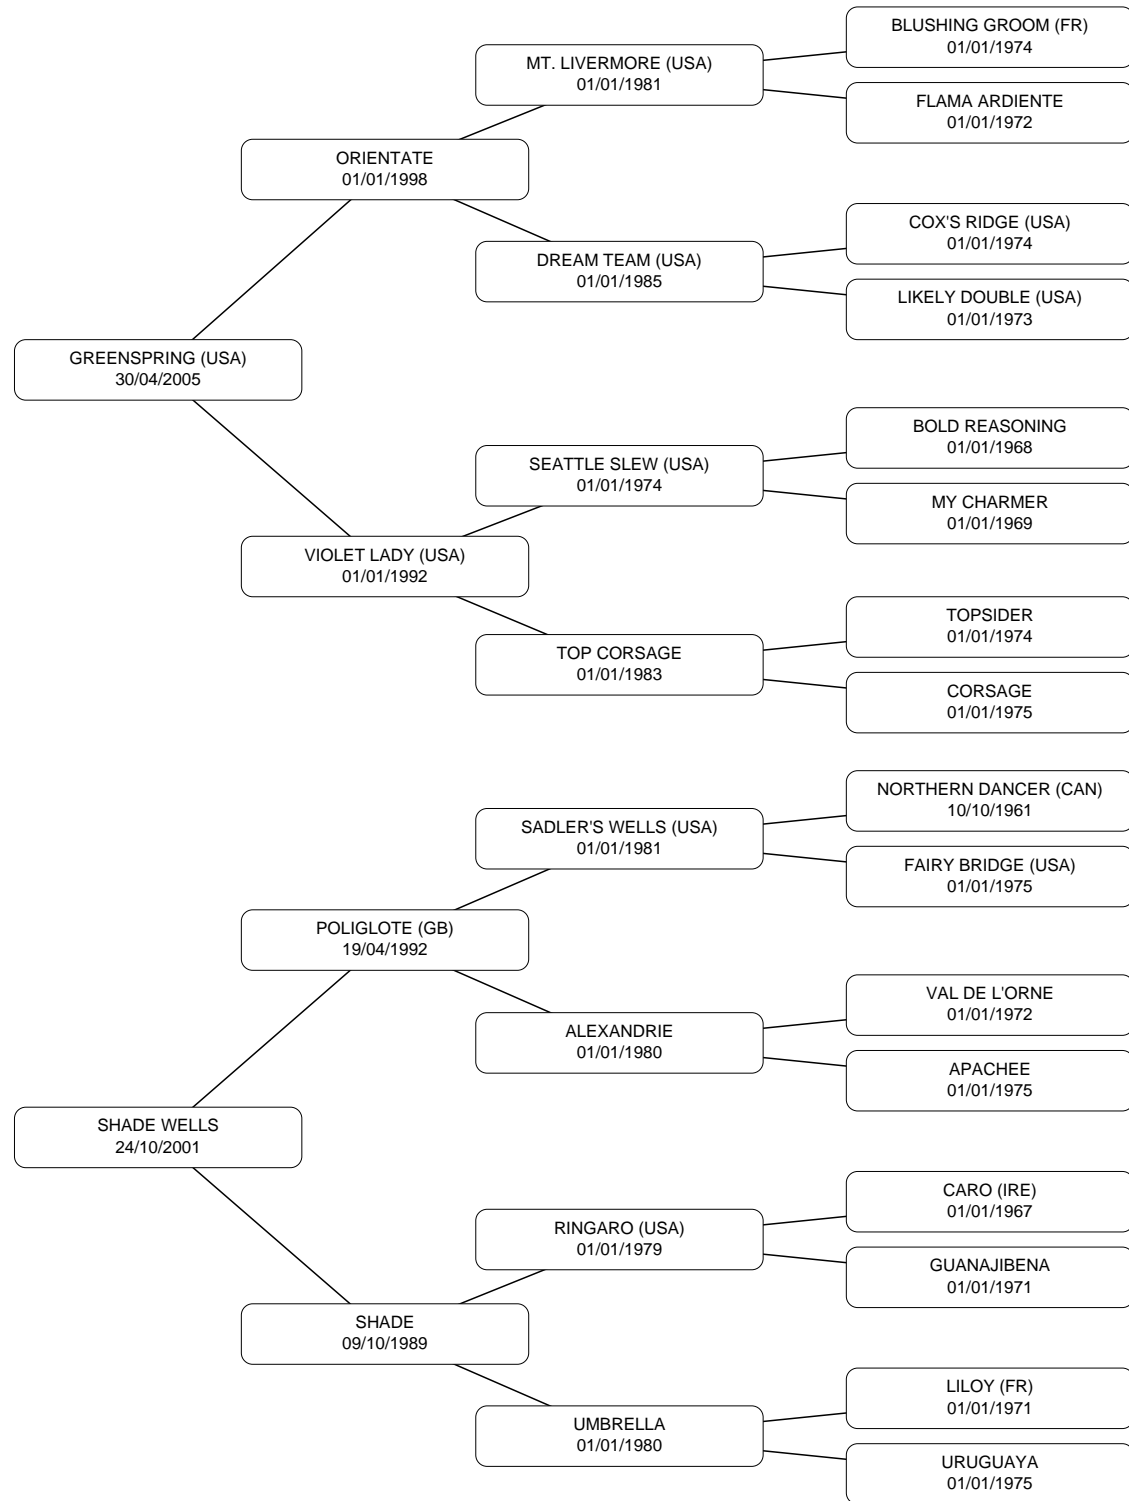 BLUSHING GROOM (FR)
01/01/1974
MT. LIVERMORE (USA)
01/01/1981
FLAMA ARDIENTE
01/01/1972
ORIENTATE
01/01/1998
COX'S RIDGE (USA)
01/01/1974
DREAM TEAM (USA)
01/01/1985
LIKELY DOUBLE (USA)
01/01/1973
GREENSPRING (USA)
30/04/2005
BOLD REASONING
01/01/1968
SEATTLE SLEW (USA)
01/01/1974
MY CHARMER
01/01/1969
VIOLET LADY (USA)
01/01/1992
TOPSIDER
01/01/1974
TOP CORSAGE
01/01/1983
CORSAGE
01/01/1975
NORTHERN DANCER (CAN)
10/10/1961
SADLER'S WELLS (USA)
01/01/1981
FAIRY BRIDGE (USA)
01/01/1975
POLIGLOTE (GB)
19/04/1992
VAL DE L'ORNE
01/01/1972
ALEXANDRIE
01/01/1980
APACHEE
01/01/1975
SHADE WELLS
24/10/2001
CARO (IRE)
01/01/1967
RINGARO (USA)
01/01/1979
GUANAJIBENA
01/01/1971
SHADE
09/10/1989
LILOY (FR)
01/01/1971
UMBRELLA
01/01/1980
URUGUAYA
01/01/1975